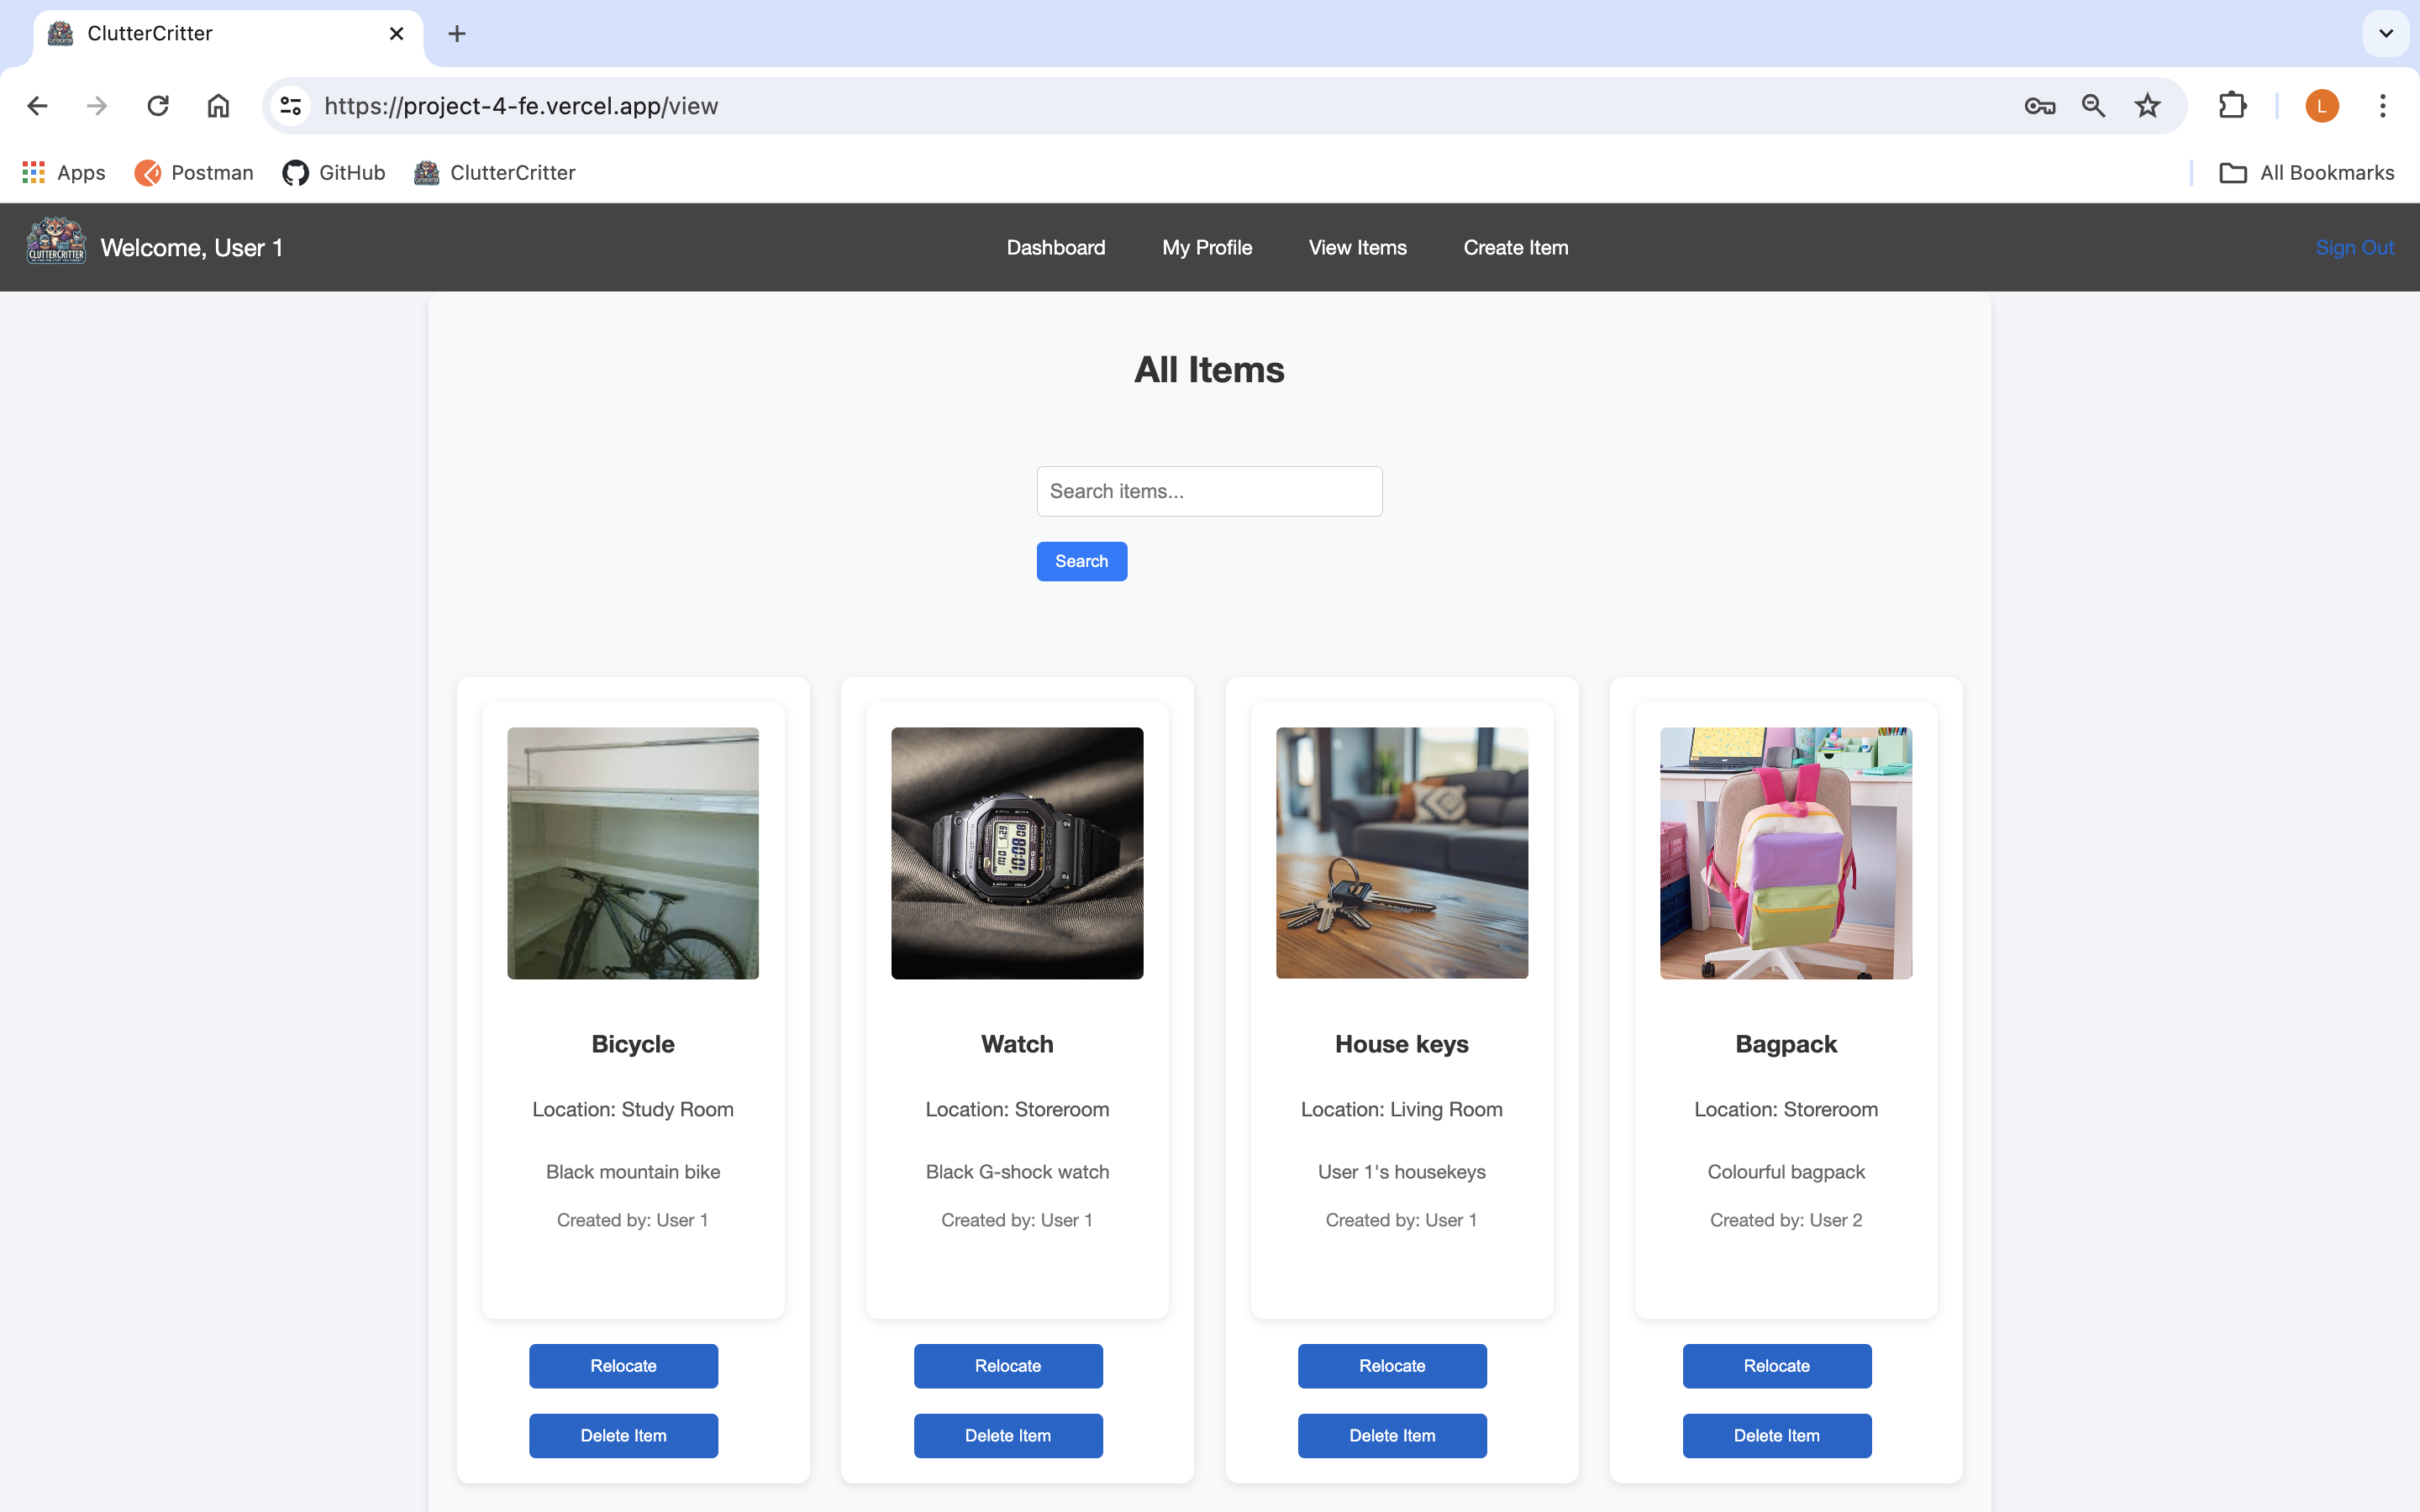 ClutterCritter
https://project-4-fe.vercel.app/view
L
Apps
Postman
GitHub
ClutterCritter
All Bookmarks
CLUTTERCRITTER
Welcome, User 1
Dashboard
My Profile
View Items
Create Item
Sign Out
All Items
Search items...
Search
Bicycle
Location: Study Room
Black mountain bike
Created by: User 1
Relocate
Delete Item
10:08 08
Watch
Location: Storeroom
Black G-shock watch
Created by: User 1
Relocate
Delete Item
House keys
Location: Living Room
User 1's housekeys
Created by: User 1
Relocate
Delete Item
Bagpack
Location: Storeroom
Colourful bagpack
Created by: User 2
Relocate
Delete Item